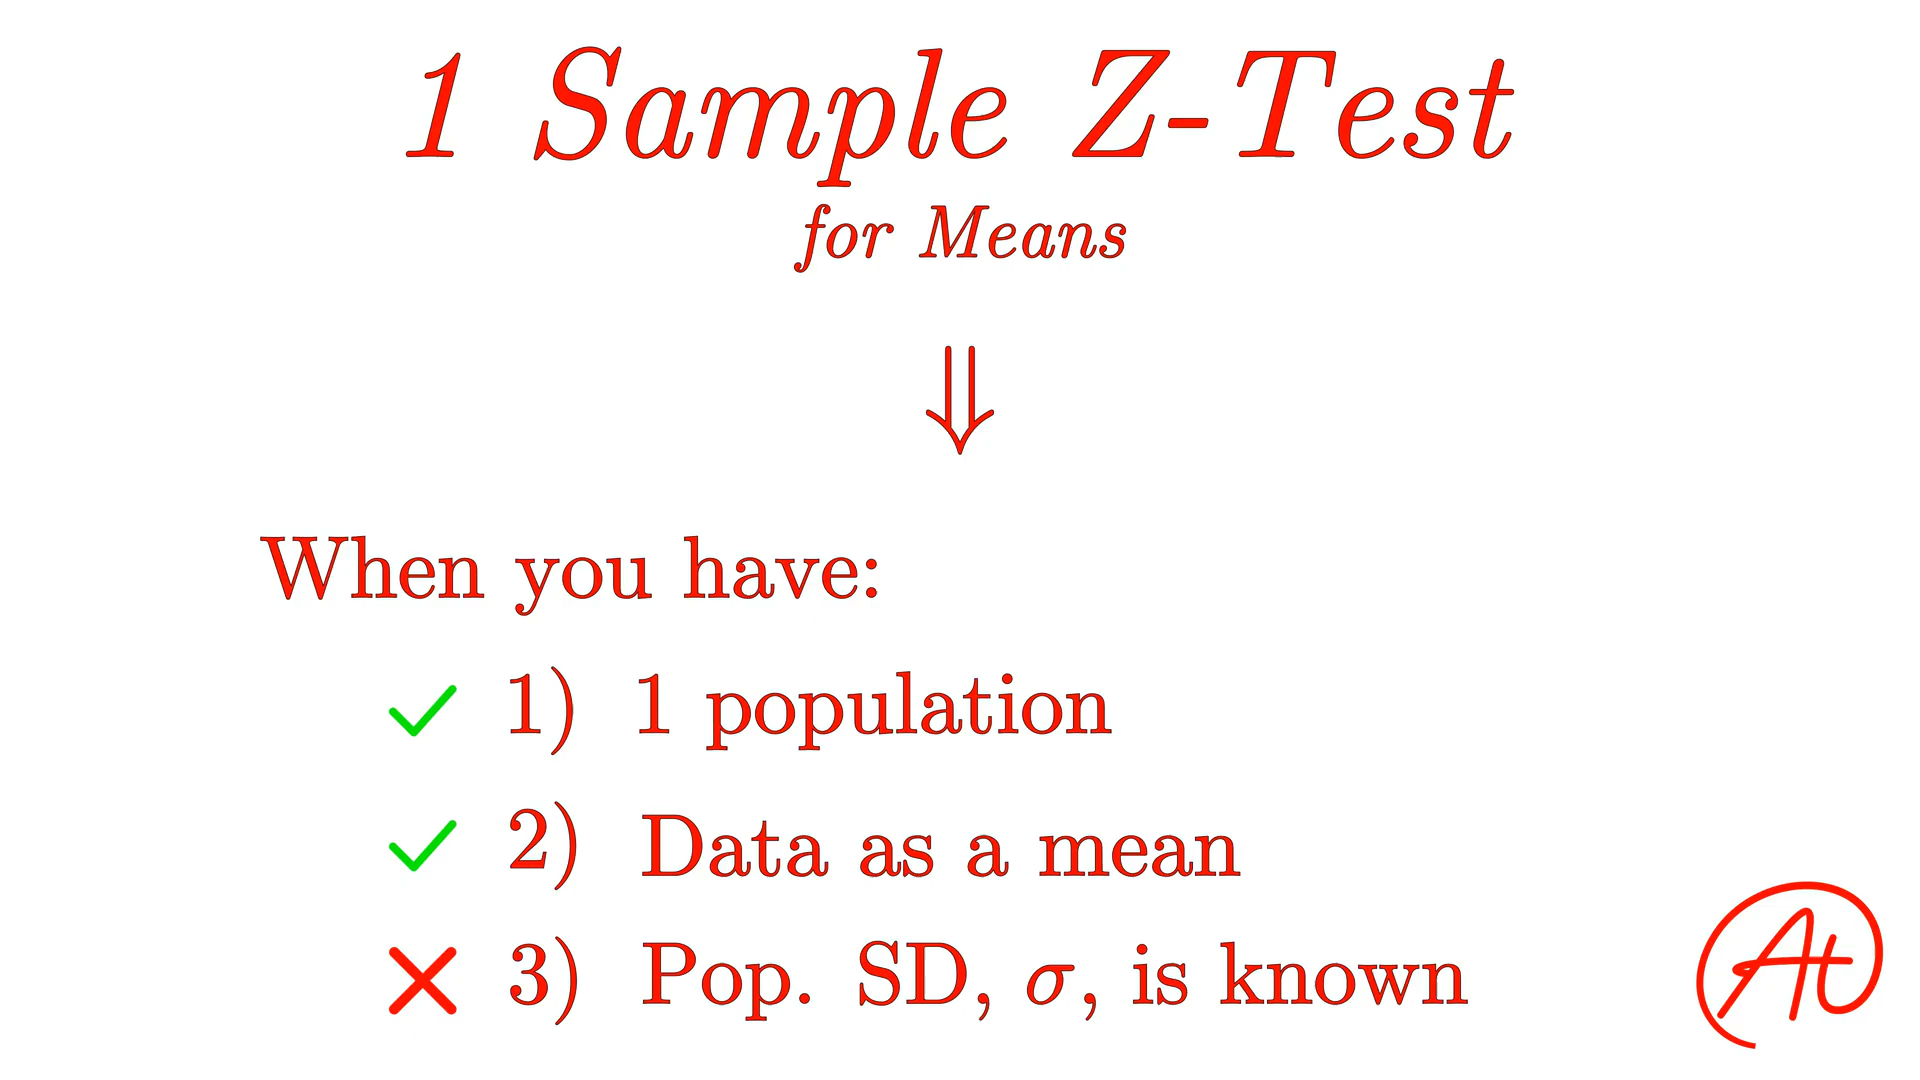 1 Sample Z-Test
for Means
⇓
When you have:
✓ 1) 1 population
✓ 2) Data as a mean
✕ 3) Pop. SD, σ, is known
At